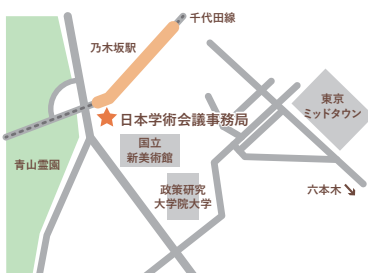 千代田線
乃木坂駅
日本学術会議事務局
東京
ミッドタウン
国立
新美術館
青山霊園
政策研究
大学院大学
六本木